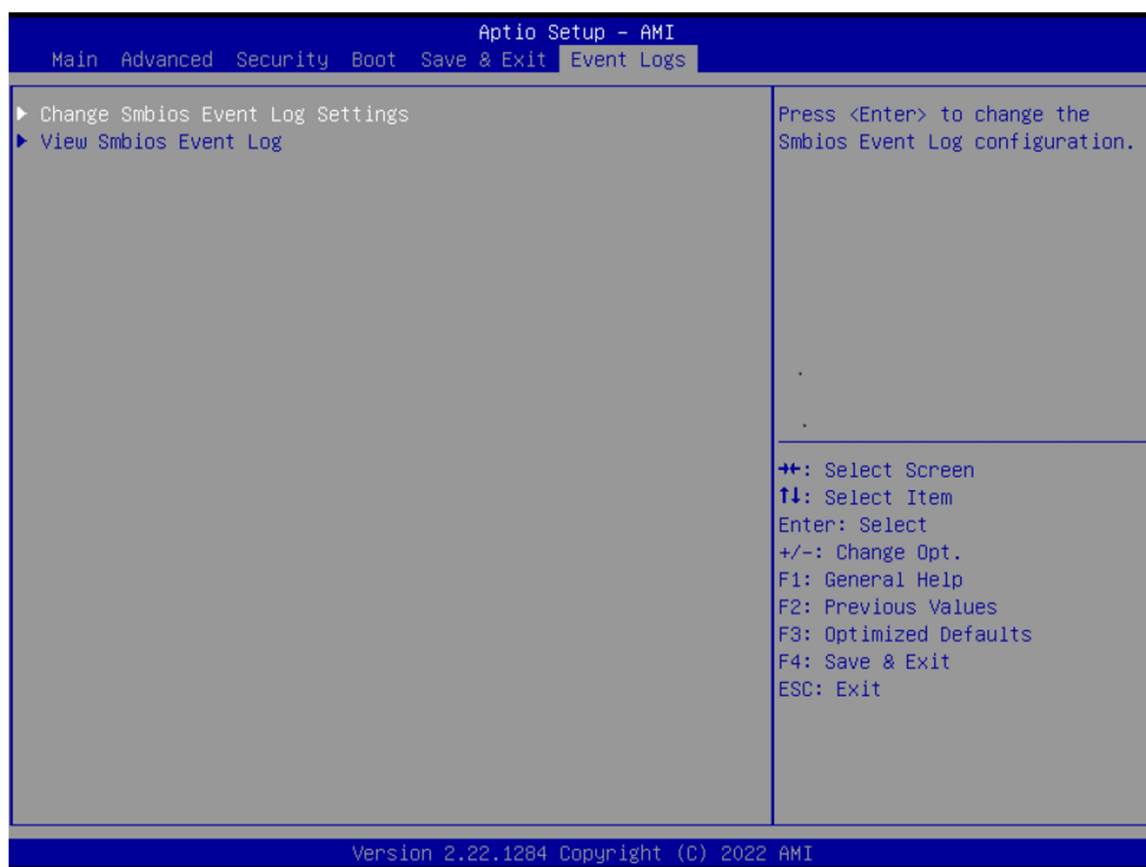 Aptio Setup – AMI
Main Advanced Security Boot Save & Exit Event Logs
▶ Change Smbios Event Log Settings
▶ View Smbios Event Log
Press <Enter> to change the
Smbios Event Log configuration.
→←: Select Screen
↑↓: Select Item
Enter: Select
+/-: Change Opt.
F1: General Help
F2: Previous Values
F3: Optimized Defaults
F4: Save & Exit
ESC: Exit
Version 2.22.1284 Copyright (C) 2022 AMI